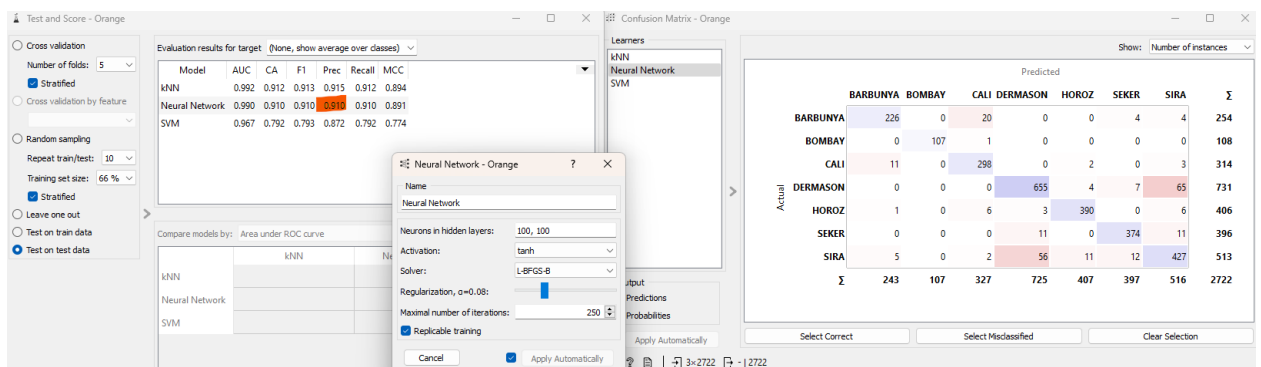 Test and Score - Orange
Cross validation
Number of folds: 5
Stratified
Cross validation by feature
Random sampling
Repeat train/test: 10
Training set size: 66 %
Stratified
Leave one out
Test on train data
Test on test data
Evaluation results for target (None, show average over classes)
Model AUC CA F1 Prec Recall MCC
kNN 0.992 0.912 0.913 0.915 0.912 0.894
Neural Network 0.990 0.910 0.910 0.910 0.910 0.891
SVM 0.967 0.792 0.793 0.872 0.792 0.774
Compare models by: Area under ROC curve
kNN Ne
kNN
Neural Network
SVM
Neural Network - Orange ?
Name
Neural Network
Neurons in hidden layers: 100, 100
Activation: tanh
Solver: L-BFGS-B
Regularization, α=0.08:
Maximal number of iterations: 250
Replicable training
Cancel Apply Automatically
Confusion Matrix - Orange
Learners
kNN
Neural Network
SVM
utput
Predictions
Probabilities
Apply Automatically
Show: Number of instances
Predicted
BARBUNYA BOMBAY CALI DERMASON HOROZ SEKER SIRA Σ
BARBUNYA 226 0 20 0 0 4 4 254
BOMBAY 0 107 1 0 0 0 0 108
CALI 11 0 298 0 2 0 3 314
Actual
DERMASON 0 0 0 655 4 7 65 731
HOROZ 1 0 6 3 390 0 6 406
SEKER 0 0 0 11 0 374 11 396
SIRA 5 0 2 56 11 12 427 513
Σ 243 107 327 725 407 397 516 2722
Select Correct Select Misclassified Clear Selection
? 3×2722 - | 2722